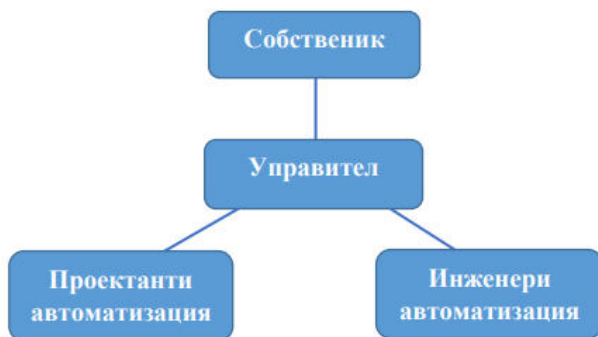 Собственик
Управител
Проектанти
автоматизация
Инженери
автоматизация